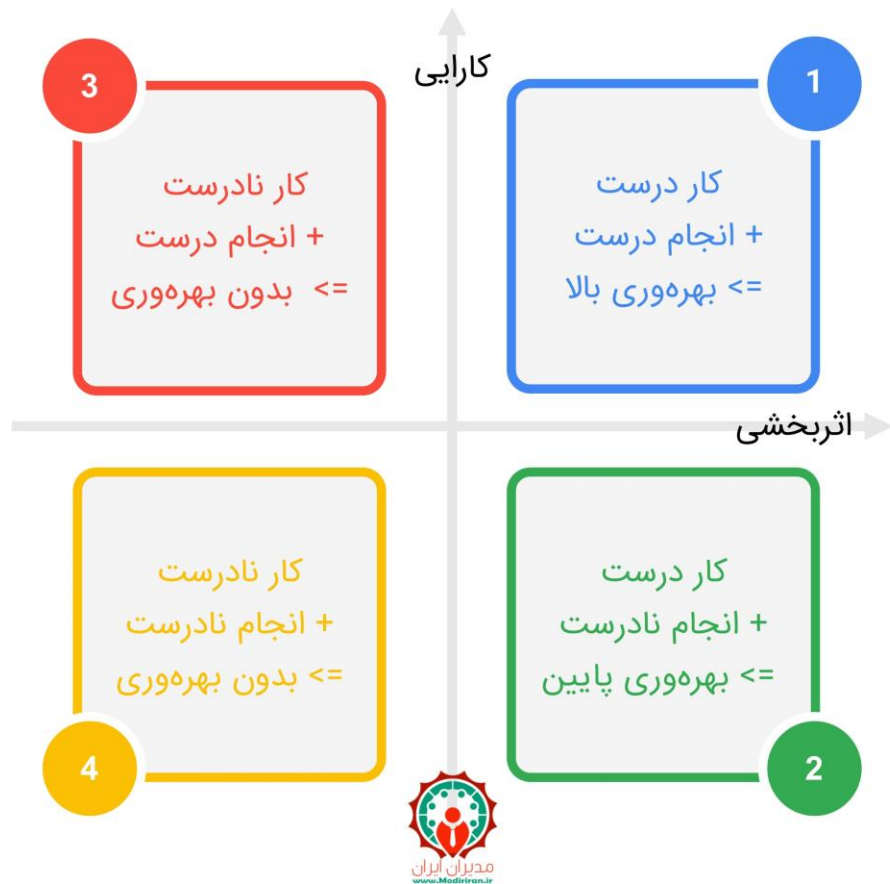 کارایی
1
کار درست
+ انجام درست
=> بهره‌وری بالا
3
کار نادرست
+ انجام درست
=> بدون بهره‌وری
اثربخشی
کار درست
+ انجام نادرست
=> بهره‌وری پایین
2
کار نادرست
+ انجام نادرست
=> بدون بهره‌وری
4
مدیران ایران
www.Modiriran.ir